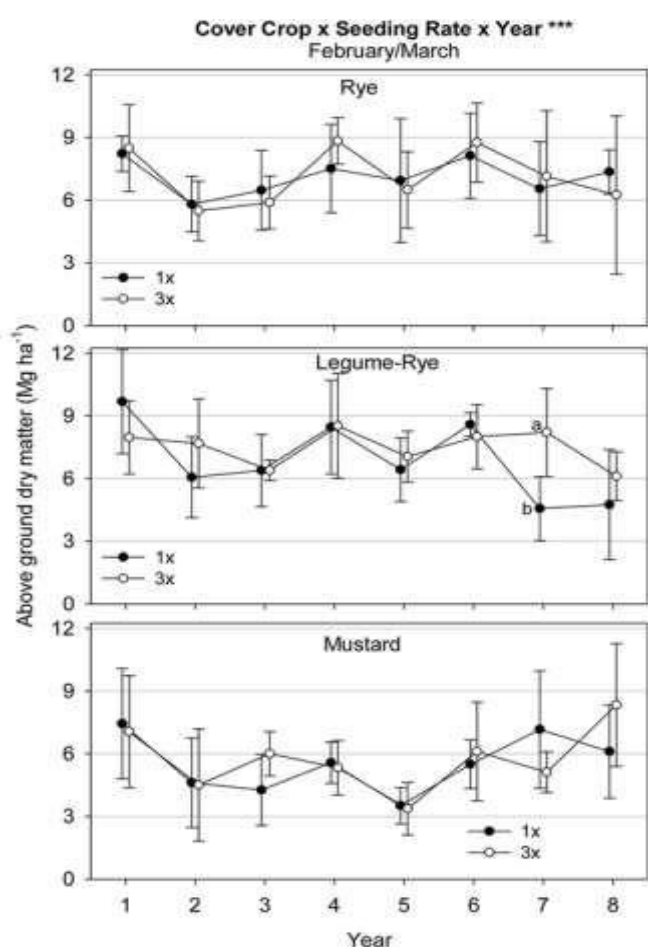 Cover Crop x Seeding Rate x Year ***
February/March
Rye
12
9
6
3
0
1x
3x
Above ground dry matter (Mg ha⁻¹)
Legume-Rye
12
9
6
3
0
a
b
1x
3x
Mustard
12
9
6
3
0
1x
3x
1 2 3 4 5 6 7 8
Year